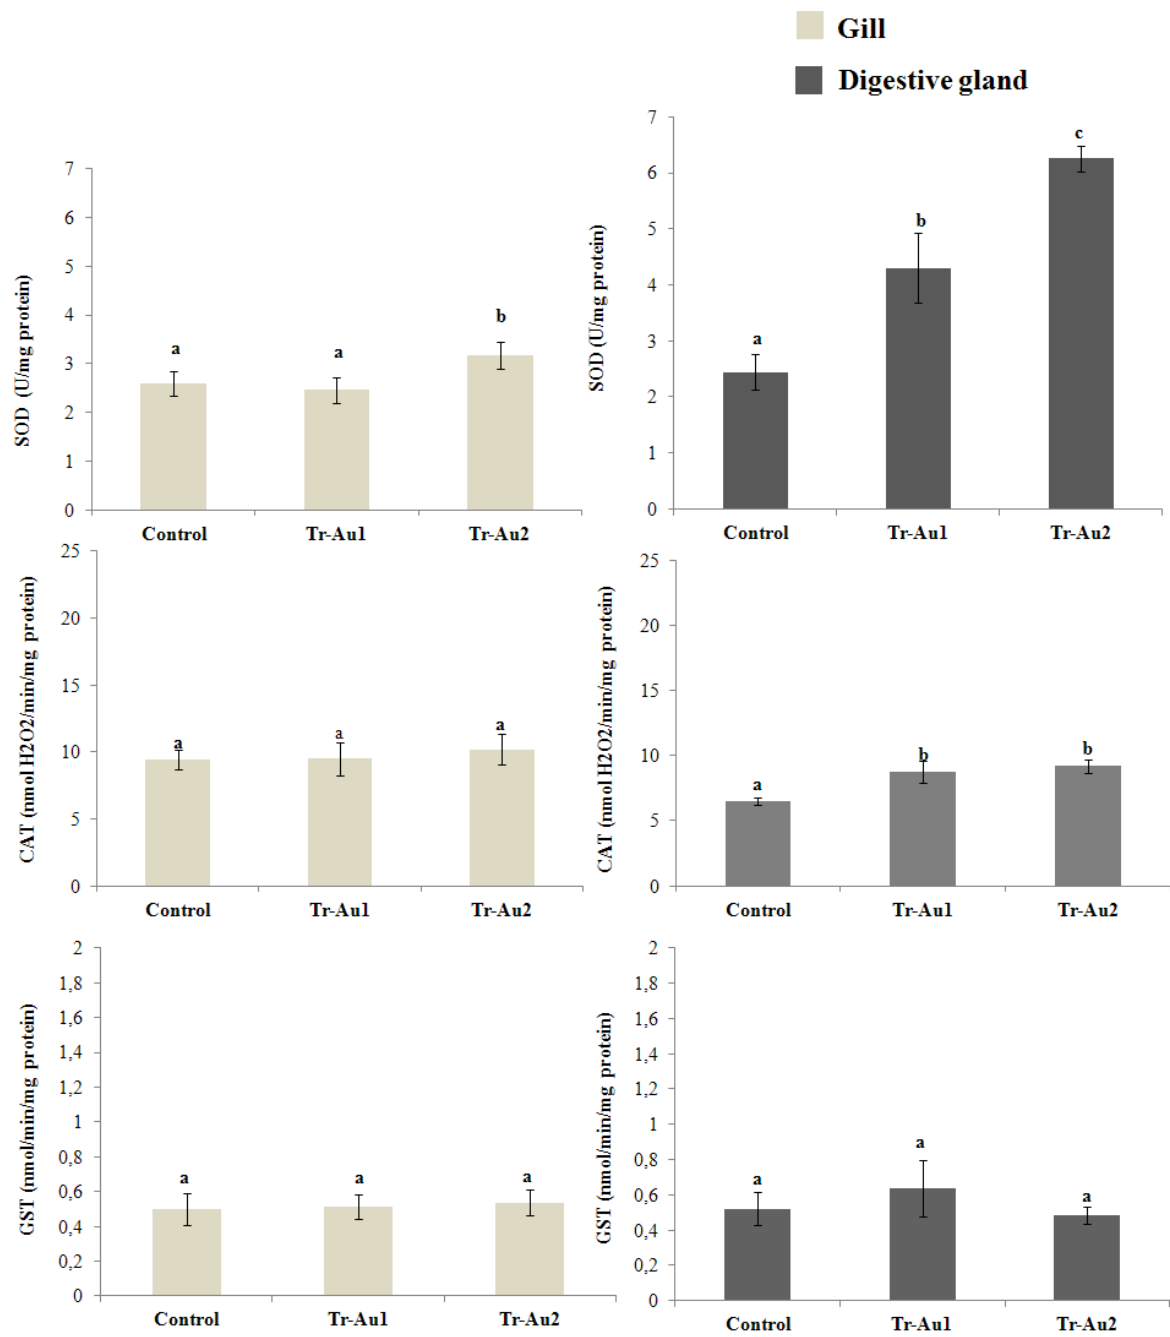 Gill
Digestive gland
SOD (U/mg protein)
7
6
5
4
3
2
1
0
a
a
b
Control
Tr-Au1
Tr-Au2
SOD (U/mg protein)
7
6
5
4
3
2
1
0
a
b
c
Control
Tr-Au1
Tr-Au2
CAT (nmol H2O2/min/mg protein)
25
20
15
10
5
0
a
a
a
Control
Tr-Au1
Tr-Au2
CAT (nmol H2O2/min/mg protein)
25
20
15
10
5
0
a
b
b
Control
Tr-Au1
Tr-Au2
GST (nmol/min/mg protein)
2
1,8
1,6
1,4
1,2
1
0,8
0,6
0,4
0,2
0
a
a
a
Control
Tr-Au1
Tr-Au2
GST (nmol/min/mg protein)
2
1,8
1,6
1,4
1,2
1
0,8
0,6
0,4
0,2
0
a
a
a
Control
Tr-Au1
Tr-Au2